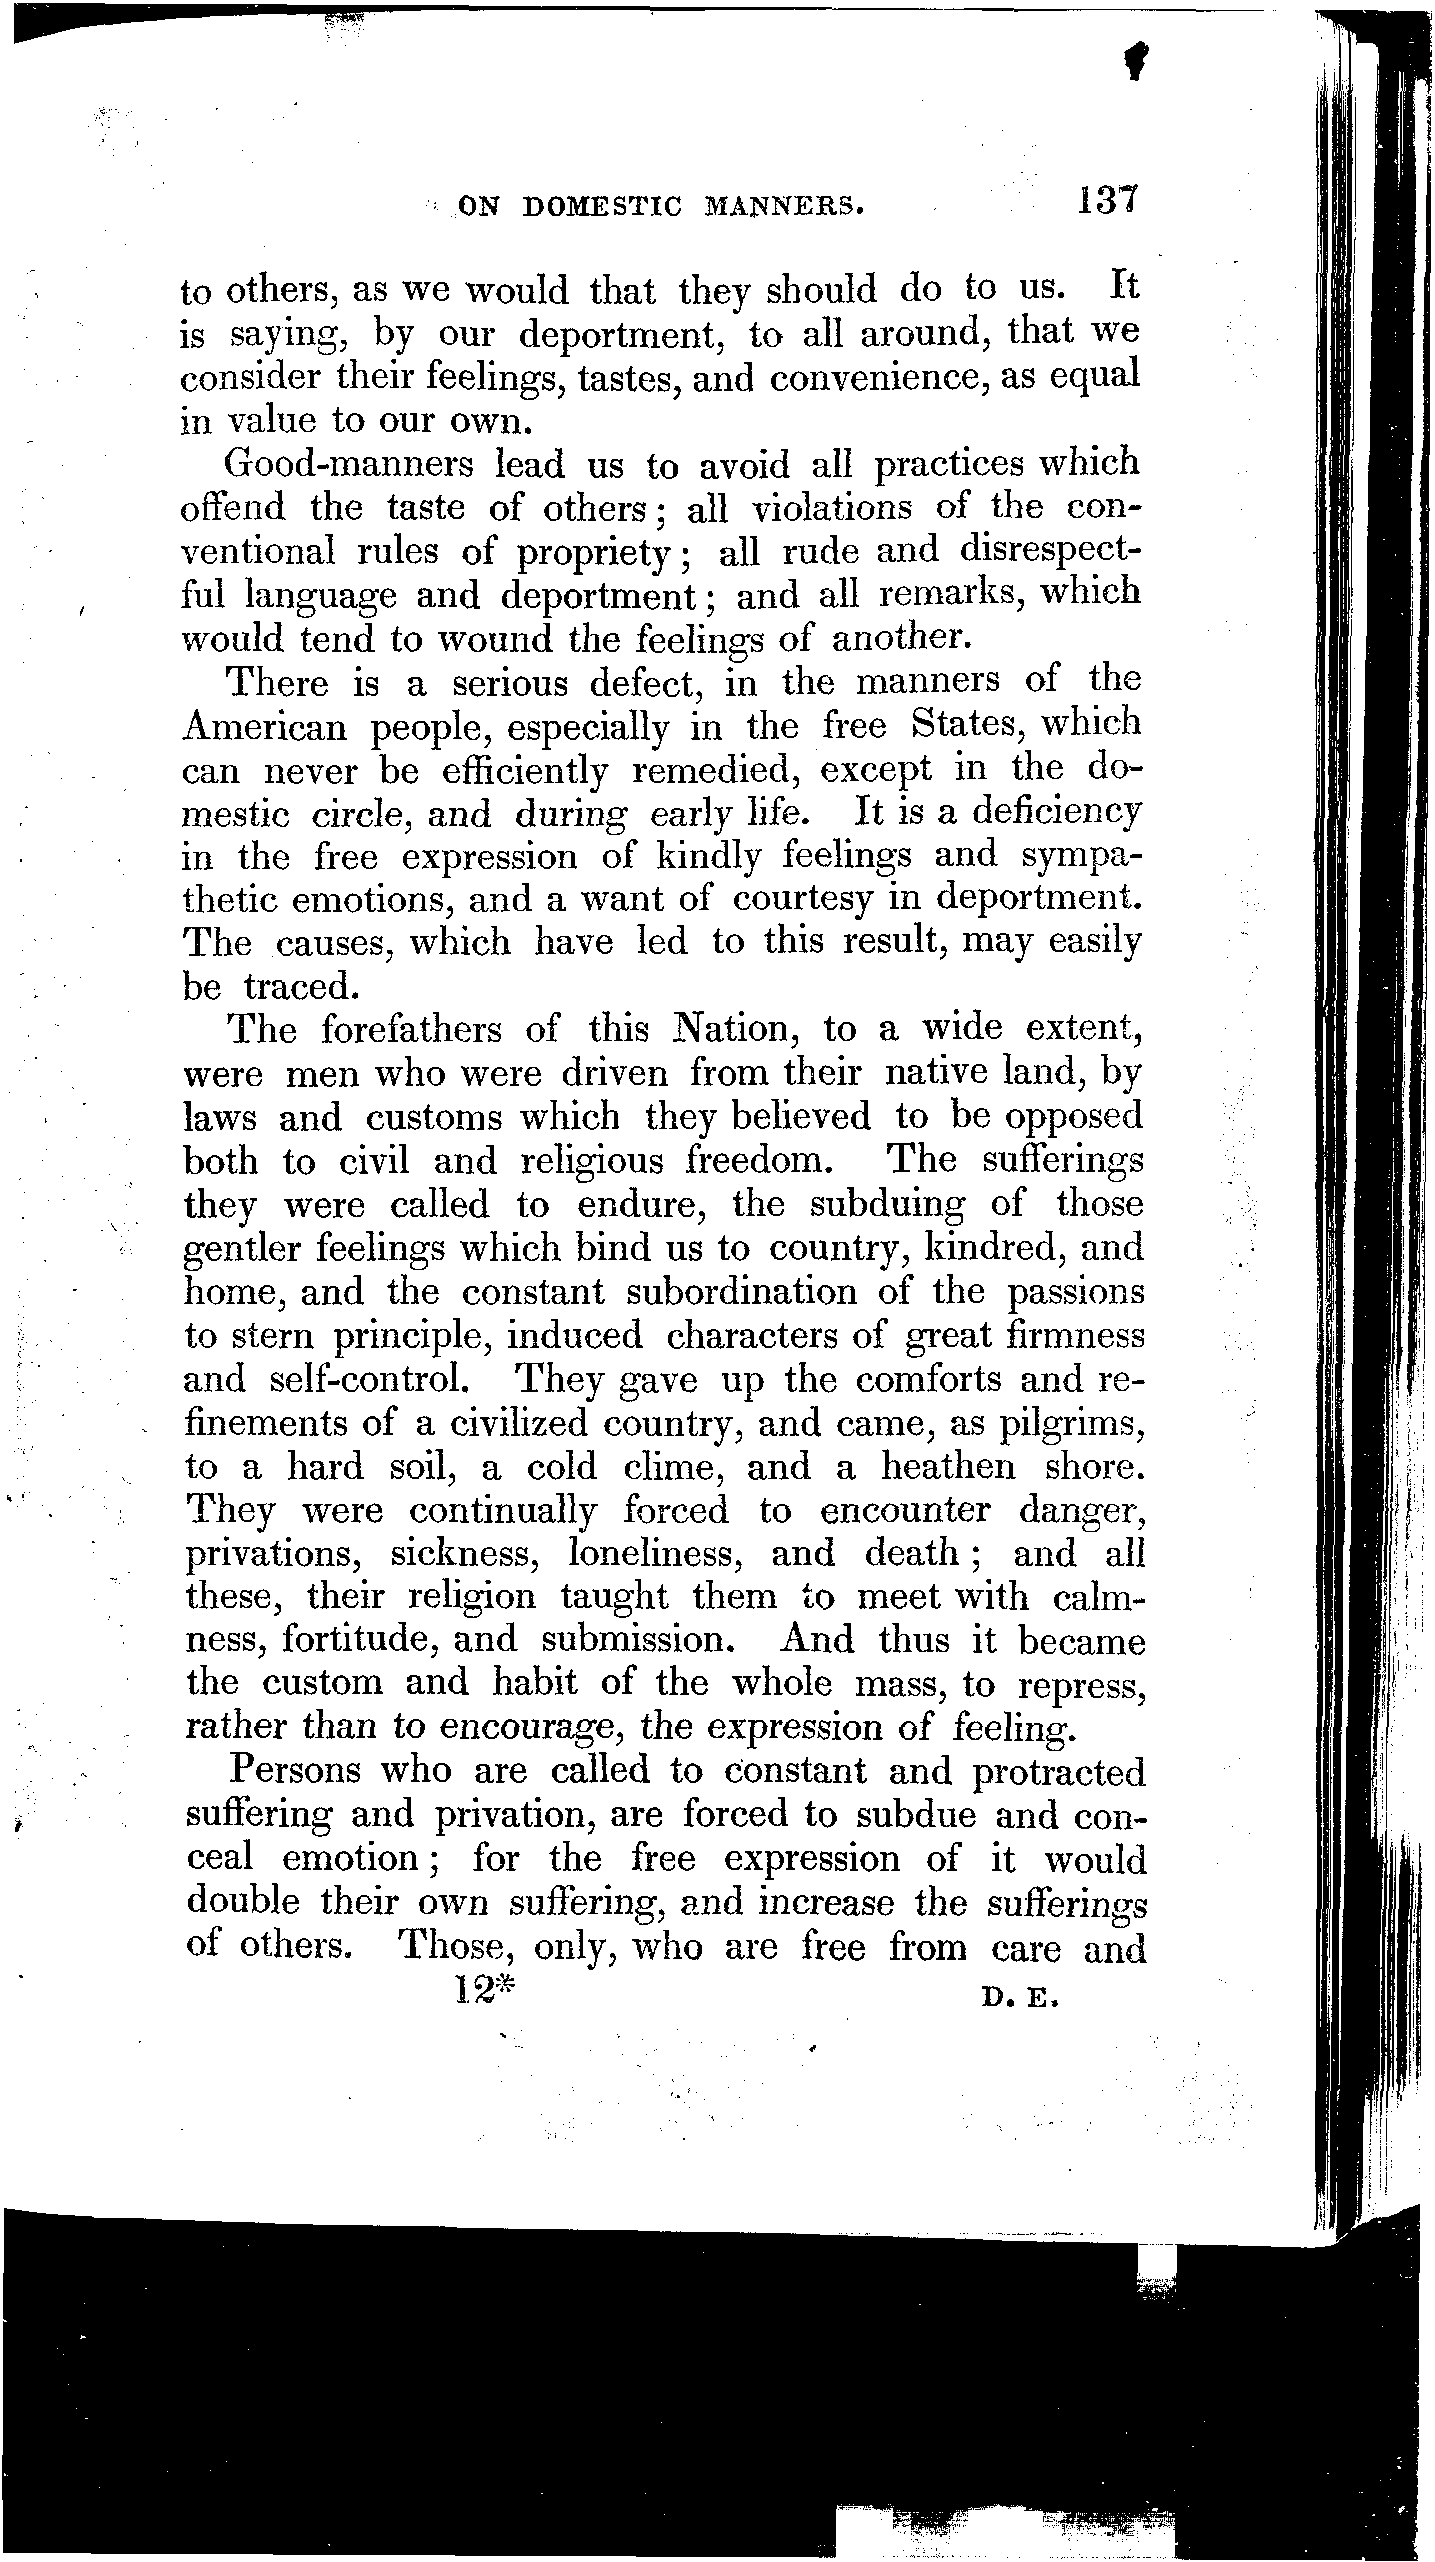 ON DOMESTIC MANNERS. 137
to others, as we would that they should do to us. It
is saying, by our deportment, to all around, that we
consider their feelings, tastes, and convenience, as equal
in value to our own.
Good-manners lead us to avoid all practices which
offend the taste of others; all violations of the con-
ventional rules of propriety; all rude and disrespect-
ful language and deportment; and all remarks, which
would tend to wound the feelings of another.
There is a serious defect, in the manners of the
American people, especially in the free States, which
can never be efficiently remedied, except in the do-
mestic circle, and during early life. It is a deficiency
in the free expression of kindly feelings and sympa-
thetic emotions, and a want of courtesy in deportment.
The causes, which have led to this result, may easily
be traced.
The forefathers of this Nation, to a wide extent,
were men who were driven from their native land, by
laws and customs which they believed to be opposed
both to civil and religious freedom. The sufferings
they were called to endure, the subduing of those
gentler feelings which bind us to country, kindred, and
home, and the constant subordination of the passions
to stern principle, induced characters of great firmness
and self-control. They gave up the comforts and re-
finements of a civilized country, and came, as pilgrims,
to a hard soil, a cold clime, and a heathen shore.
They were continually forced to encounter danger,
privations, sickness, loneliness, and death; and all
these, their religion taught them to meet with calm-
ness, fortitude, and submission. And thus it became
the custom and habit of the whole mass, to repress,
rather than to encourage, the expression of feeling.
Persons who are called to constant and protracted
suffering and privation, are forced to subdue and con-
ceal emotion; for the free expression of it would
double their own suffering, and increase the sufferings
of others. Those, only, who are free from care and
12* D. E.